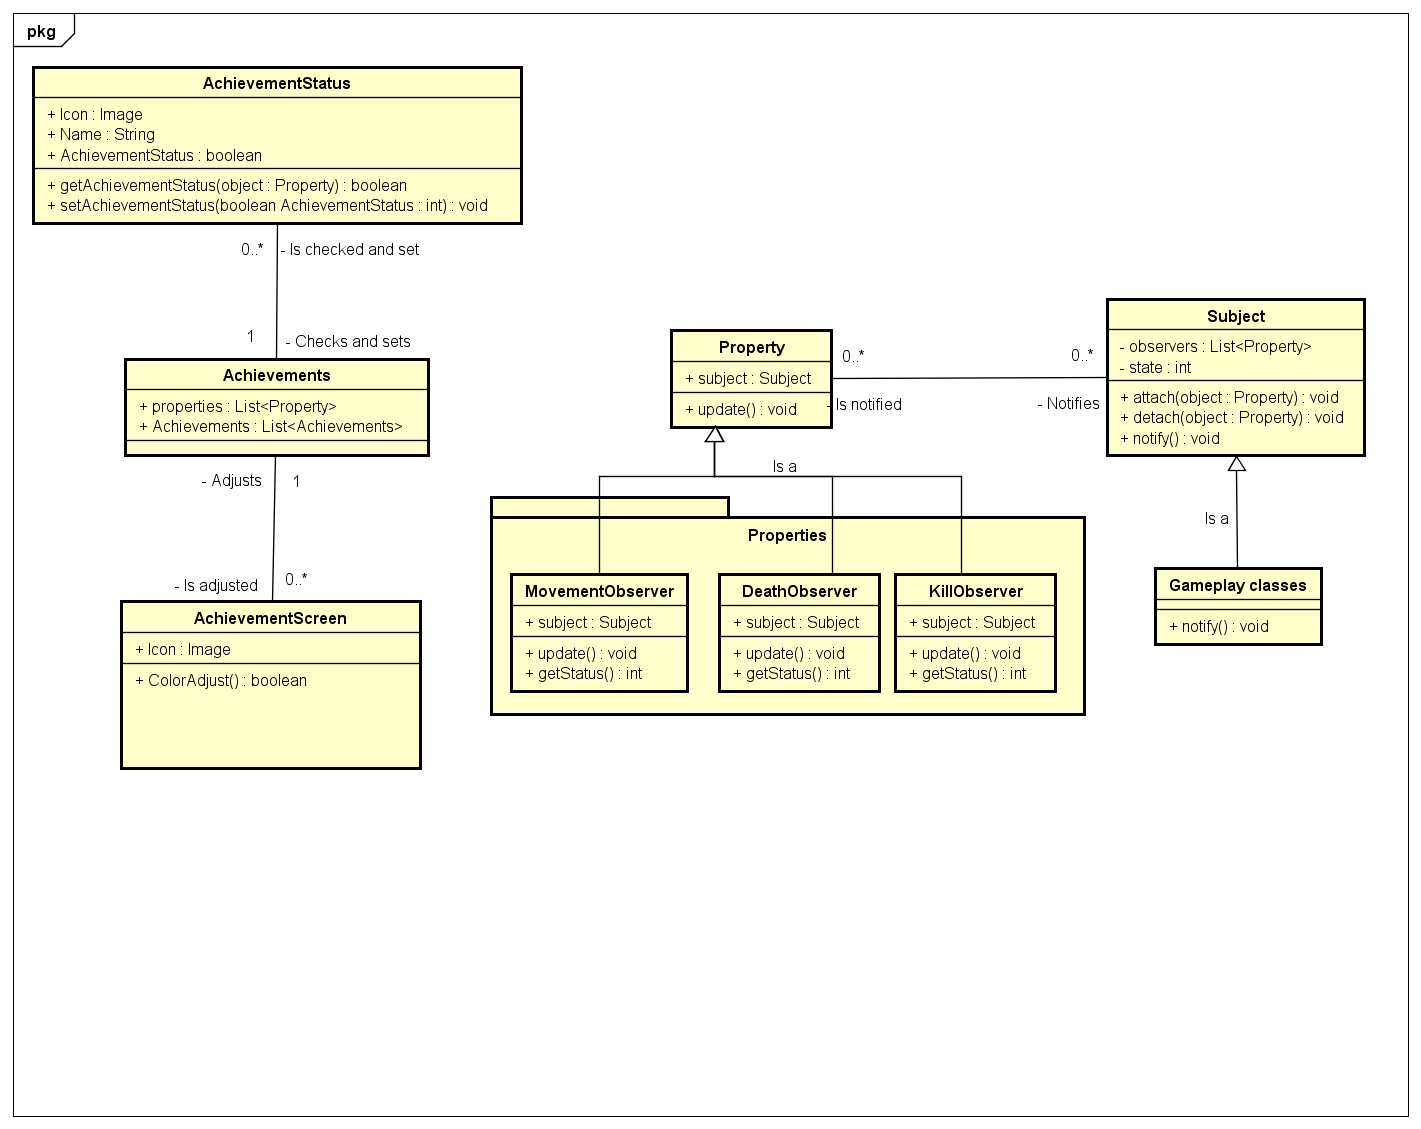 pkg
AchievementStatus
+ Icon : Image
+ Name : String
+ AchievementStatus : boolean
+ getAchievementStatus(object : Property) : boolean
+ setAchievementStatus(boolean AchievementStatus : int) : void
0..*
- Is checked and set
1
- Checks and sets
Achievements
+ properties : List<Property>
+ Achievements : List<Achievements>
- Adjusts
1
- Is adjusted
0..*
AchievementScreen
+ Icon : Image
+ ColorAdjust() : boolean
Property
+ subject : Subject
+ update() : void
0..*
- Is notified
0..*
- Notifies
Subject
- observers : List<Property>
- state : int
+ attach(object : Property) : void
+ detach(object : Property) : void
+ notify() : void
Is a
Is a
Properties
MovementObserver
+ subject : Subject
+ update() : void
+ getStatus() : int
DeathObserver
+ subject : Subject
+ update() : void
+ getStatus() : int
KillObserver
+ subject : Subject
+ update() : void
+ getStatus() : int
Gameplay classes
+ notify() : void